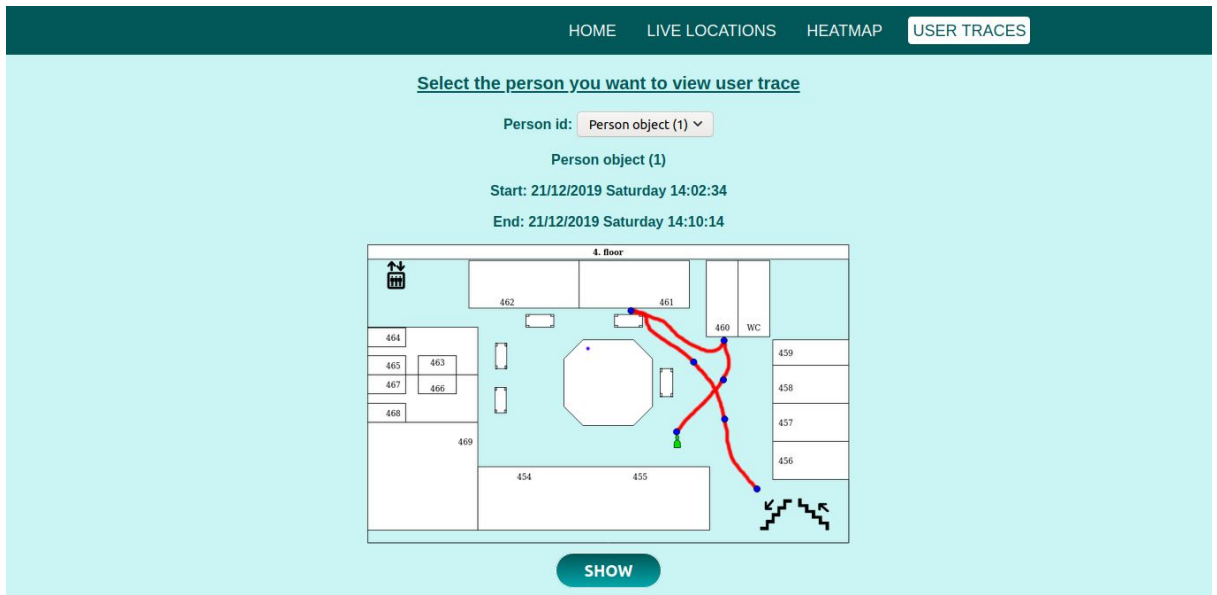 HOME LIVE LOCATIONS HEATMAP USER TRACES
Select the person you want to view user trace
Person id: Person object (1)
Person object (1)
Start: 21/12/2019 Saturday 14:02:34
End: 21/12/2019 Saturday 14:10:14
4. floor
462 461
460 WC
464
459
465 463
467 466
458
468
457
469
456
454 455
SHOW